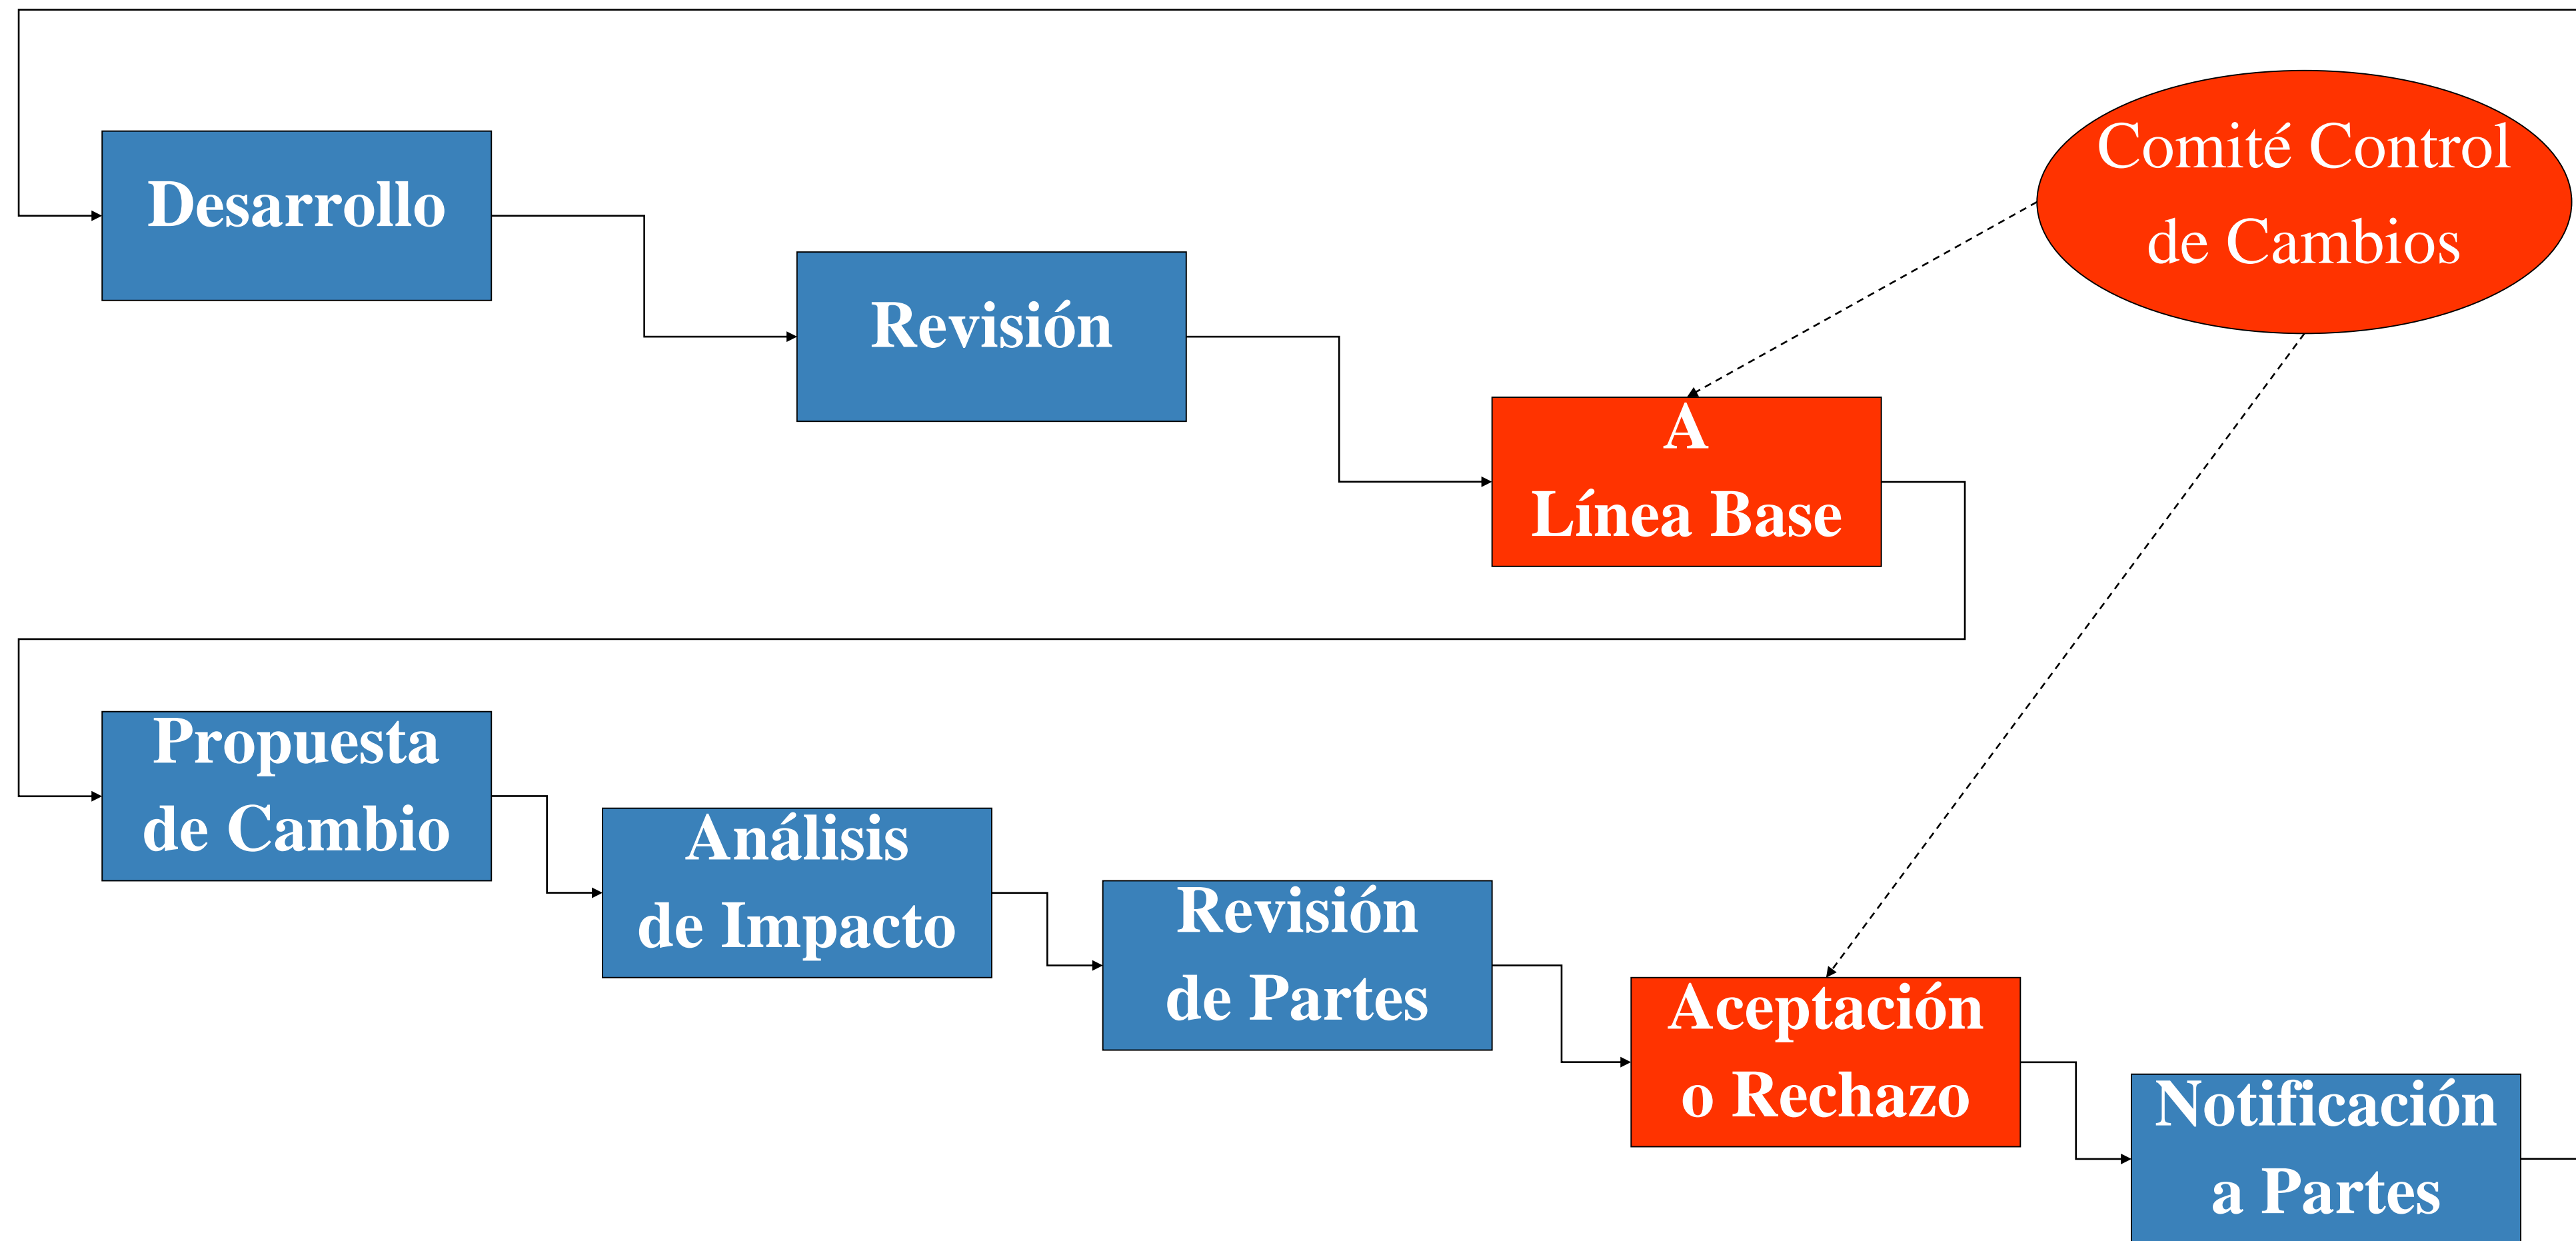 Desarrollo
Revisión
Comité Control
de Cambios
A
Línea Base
Propuesta
de Cambio
Análisis
de Impacto
Revisión
de Partes
Aceptación
o Rechazo
Notificación
a Partes